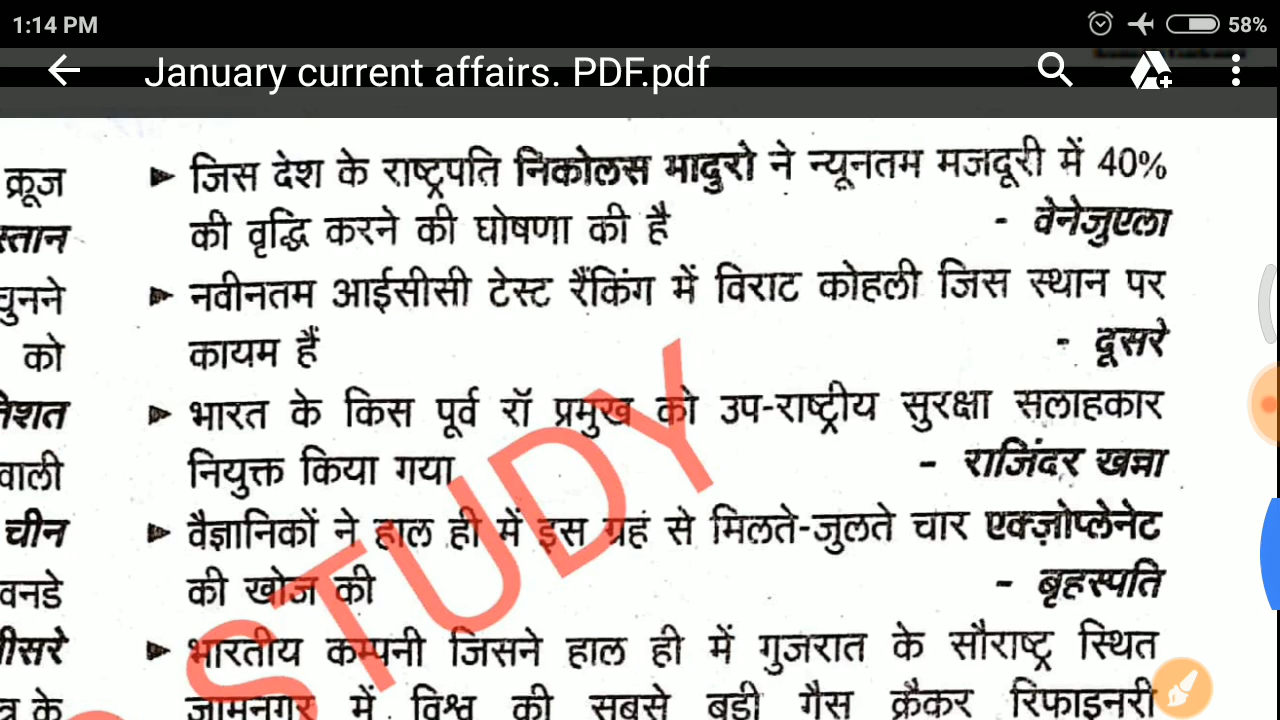 1:14 PM
58%
January current affairs. PDF.pdf
क्रूज
स्तान
चुनने
को
वाली
चीन
वनडे
जिस देश के राष्ट्रपति निकोलस मादुरो ने न्यूनतम मजदूरी में 40%
की वृद्धि करने की घोषणा की है - वेनेजुएला
नवीनतम आईसीसी टेस्ट रैंकिंग में विराट कोहली जिस स्थान पर
कायम हैं - दूसरे
भारत के किस पूर्व रॉ प्रमुख को उप-राष्ट्रीय सुरक्षा सलाहकार
नियुक्त किया गया - राजिंदर खन्ना
वैज्ञानिकों ने हाल ही में इस ग्रह से मिलते-जुलते चार एक्ज़ोप्लेनेट
की खोज की - बृहस्पति
भारतीय कम्पनी जिसने हाल ही में गुजरात के सौराष्ट्र स्थित
जामनगर में विश्व की सबसे बड़ी गैस क्रैकर रिफाइनरी
STUDY